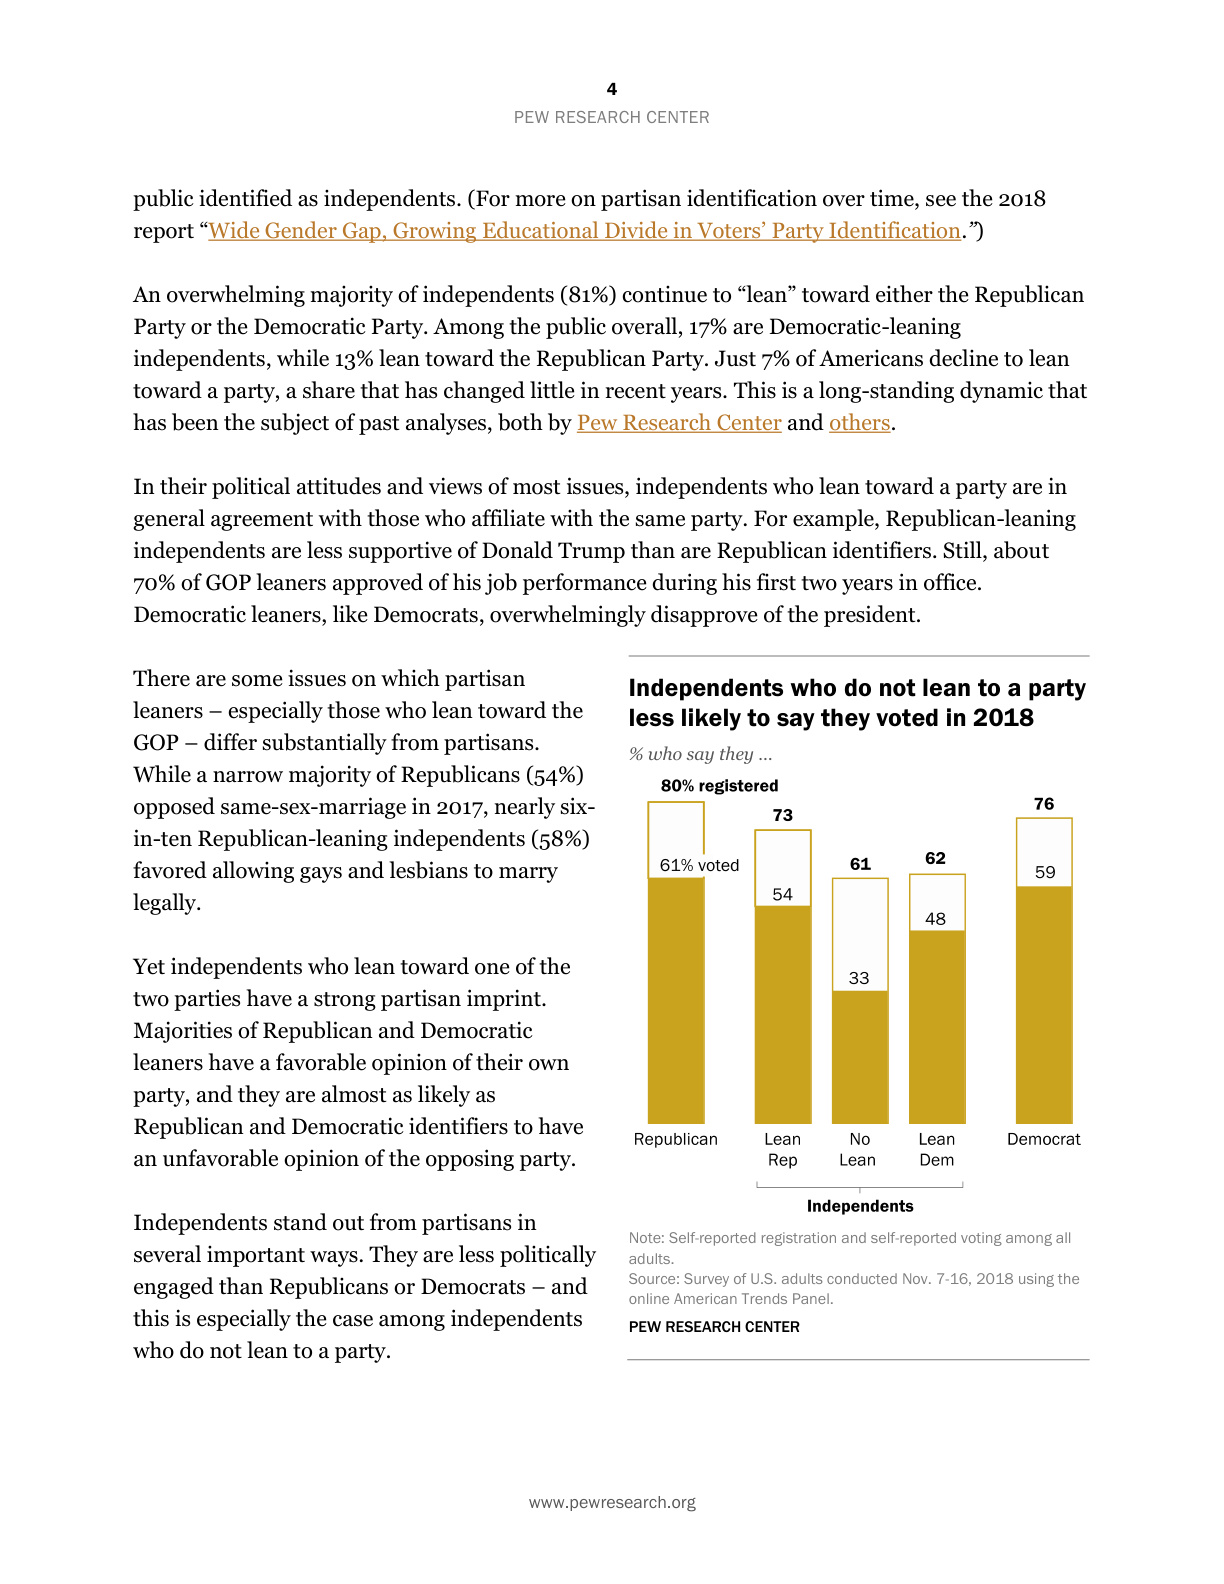 4
PEW RESEARCH CENTER
public identified as independents. (For more on partisan identification over time, see the 2018
report “Wide Gender Gap, Growing Educational Divide in Voters’ Party Identification.”)
An overwhelming majority of independents (81%) continue to “lean” toward either the Republican
Party or the Democratic Party. Among the public overall, 17% are Democratic-leaning
independents, while 13% lean toward the Republican Party. Just 7% of Americans decline to lean
toward a party, a share that has changed little in recent years. This is a long-standing dynamic that
has been the subject of past analyses, both by Pew Research Center and others.
In their political attitudes and views of most issues, independents who lean toward a party are in
general agreement with those who affiliate with the same party. For example, Republican-leaning
independents are less supportive of Donald Trump than are Republican identifiers. Still, about
70% of GOP leaners approved of his job performance during his first two years in office.
Democratic leaners, like Democrats, overwhelmingly disapprove of the president.
There are some issues on which partisan
leaners – especially those who lean toward the
GOP – differ substantially from partisans.
While a narrow majority of Republicans (54%)
opposed same-sex-marriage in 2017, nearly six-
in-ten Republican-leaning independents (58%)
favored allowing gays and lesbians to marry
legally.
Yet independents who lean toward one of the
two parties have a strong partisan imprint.
Majorities of Republican and Democratic
leaners have a favorable opinion of their own
party, and they are almost as likely as
Republican and Democratic identifiers to have
an unfavorable opinion of the opposing party.
Independents stand out from partisans in
several important ways. They are less politically
engaged than Republicans or Democrats – and
this is especially the case among independents
who do not lean to a party.
Independents who do not lean to a party
less likely to say they voted in 2018
% who say they ...
80% registered
73
61
62
76
61% voted
54
33
48
59
Republican
Lean
Rep
No
Lean
Lean
Dem
Democrat
Independents
Note: Self-reported registration and self-reported voting among all
adults.
Source: Survey of U.S. adults conducted Nov. 7-16, 2018 using the
online American Trends Panel.
PEW RESEARCH CENTER
www.pewresearch.org